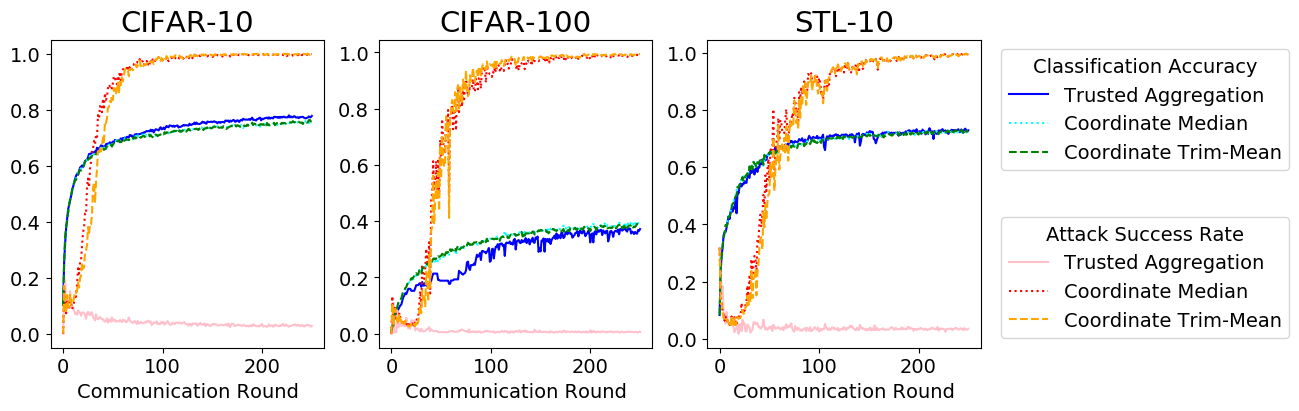 CIFAR-10
CIFAR-100
STL-10
1.0
0.8
0.6
0.4
0.2
0.0
0
100
200
Communication Round
1.0
0.8
0.6
0.4
0.2
0.0
0
100
200
Communication Round
1.0
0.8
0.6
0.4
0.2
0.0
0
100
200
Communication Round
Classification Accuracy
Trusted Aggregation
Coordinate Median
Coordinate Trim-Mean
Attack Success Rate
Trusted Aggregation
Coordinate Median
Coordinate Trim-Mean